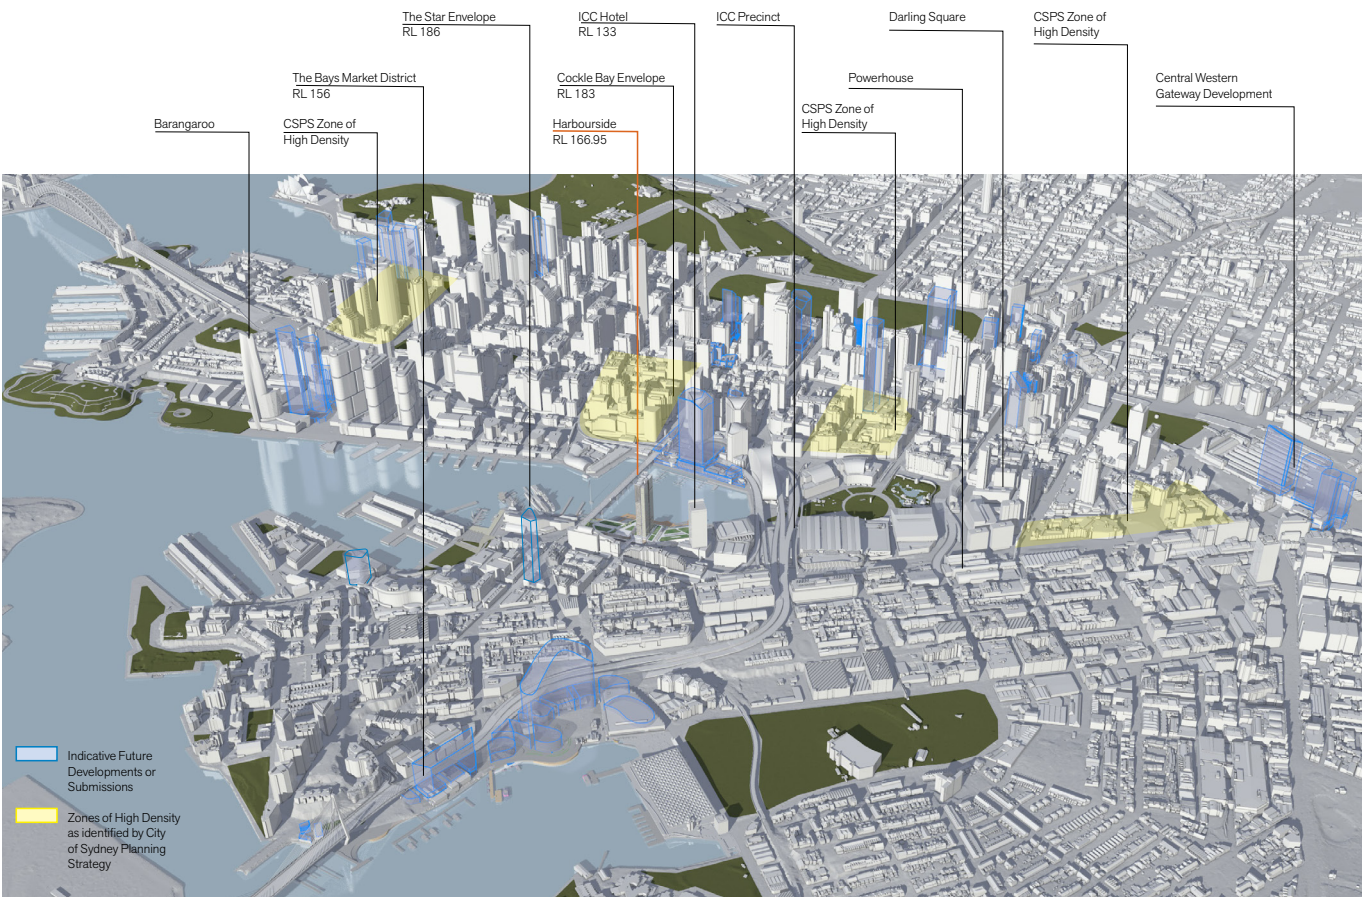 The Star Envelope
RL 186
ICC Hotel
RL 133
ICC Precinct
Darling Square
CSPS Zone of
High Density
The Bays Market District
RL 156
Cockle Bay Envelope
RL 183
Powerhouse
Central Western
Gateway Development
Barangaroo
CSPS Zone of
High Density
Harbourside
RL 166.95
CSPS Zone of
High Density
Indicative Future
Developments or
Submissions
Zones of High Density
as identified by City
of Sydney Planning
Strategy